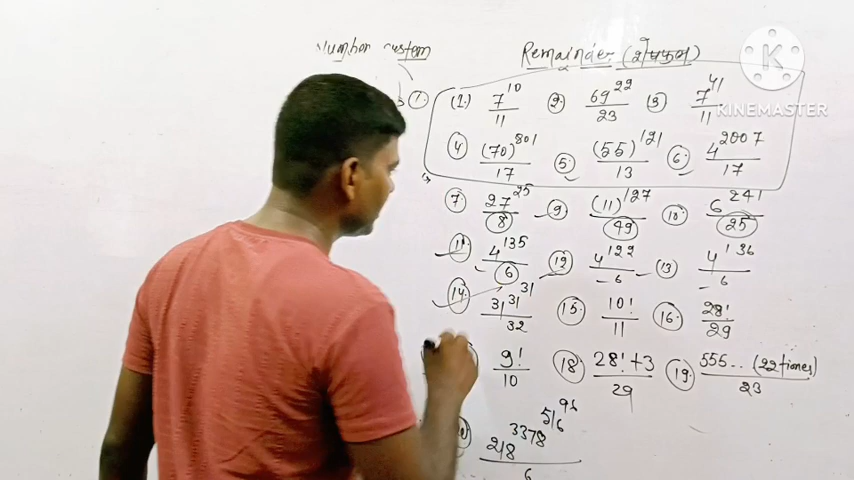 Number System Remainder (शेषफल)
K
KINEMASTER
(1.) 7^10/11 2. 69^22/23 3 7^41/11
4 (70)^801/17 5. (55)^121/13 6. 4^2007/17
7. 27^25/8 9. (11)^127/49 10. 6^241/25
11. 4^135/6 12 4^122/6 13 4^136/6
14. 31^31^31/32 15. 10!/11 16. 28!/29
9!/10 18 28!+3/29 19. 555... (22 times)/23
218^3378^516^96/6